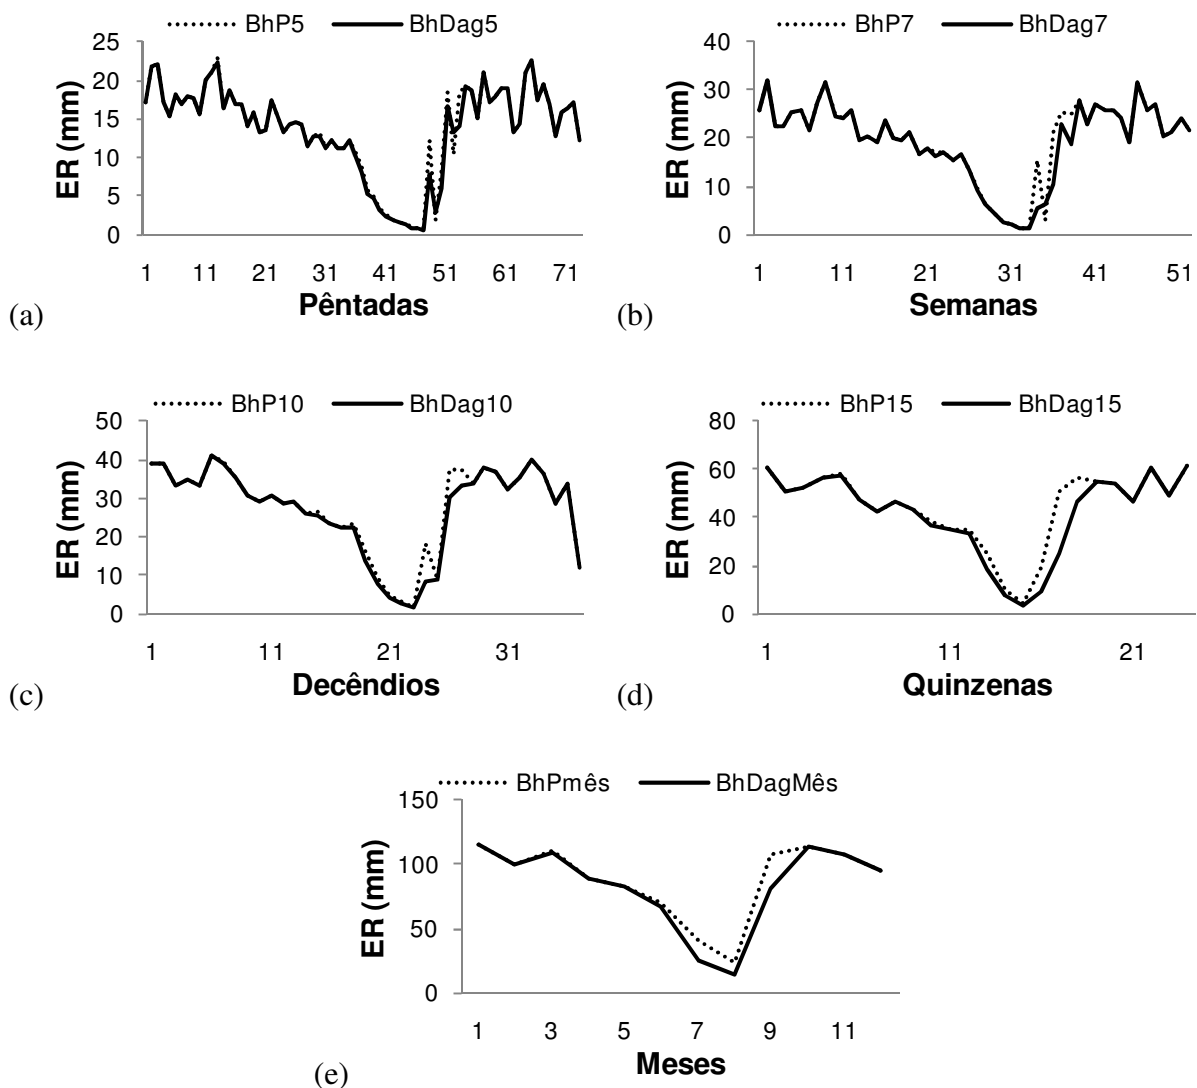 BhP5 BhDag5
25
20
15
10
5
0
ER (mm)
1 11 21 31 41 51 61 71
Pêntadas
(a)
BhP7 BhDag7
40
30
20
10
0
ER (mm)
1 11 21 31 41 51
Semanas
(b)
BhP10 BhDag10
50
40
30
20
10
0
ER (mm)
1 11 21 31
Decêndios
(c)
BhP15 BhDag15
80
60
40
20
0
ER (mm)
1 11 21
Quinzenas
(d)
BhPmês BhDagMês
150
100
50
0
ER (mm)
1 3 5 7 9 11
Meses
(e)